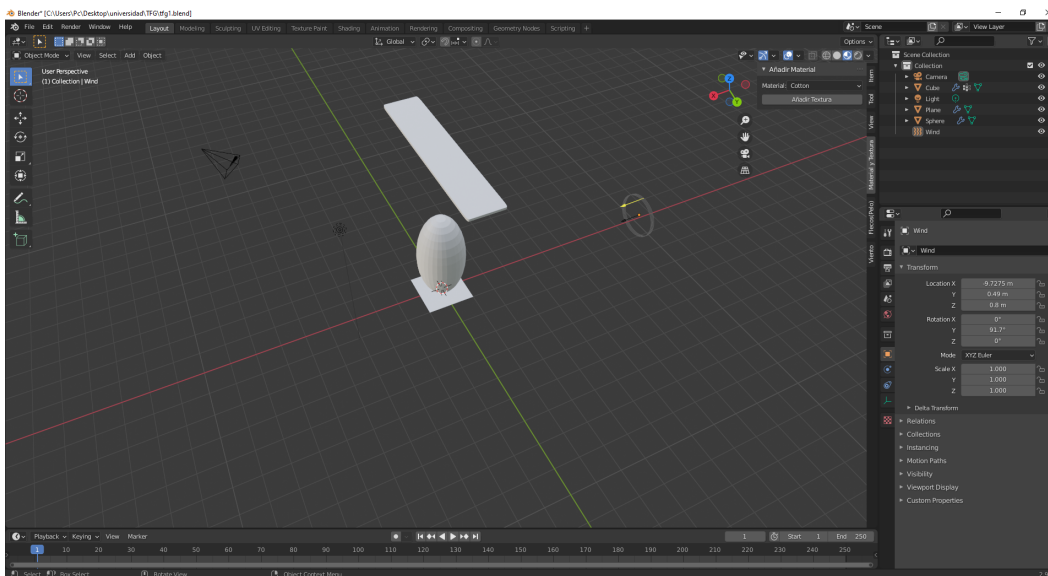 Blender* [C:\Users\Pc\Desktop\universidad\TFG\tfg1.blend]
File Edit Render Window Help Layout Modeling Sculpting UV Editing Texture Paint Shading Animation Rendering Compositing Geometry Nodes Scripting + Scene View Layer
Global Options
Object Mode View Select Add Object
User Perspective
(1) Collection | Wind
Z
X
Y
Añadir Material
Material: Cotton
Añadir Textura
Item
Tool
View
Material y Textura
Flecos(Pelo)
Viento
Scene Collection
Collection
Camera
Cube
Light
Plane
Sphere
Wind
Wind
Wind
Transform
Location X -9.7275 m
Y 0.49 m
Z 0.8 m
Rotation X 0°
Y 91.7°
Z 0°
Mode XYZ Euler
Scale X 1.000
Y 1.000
Z 1.000
Delta Transform
Relations
Collections
Instancing
Motion Paths
Visibility
Viewport Display
Custom Properties
Playback Keying View Marker 1 Start 1 End 250
1 10 20 30 40 50 60 70 80 90 100 110 120 130 140 150 160 170 180 190 200 210 220 230 240 250
Select Box Select Rotate View Object Context Menu